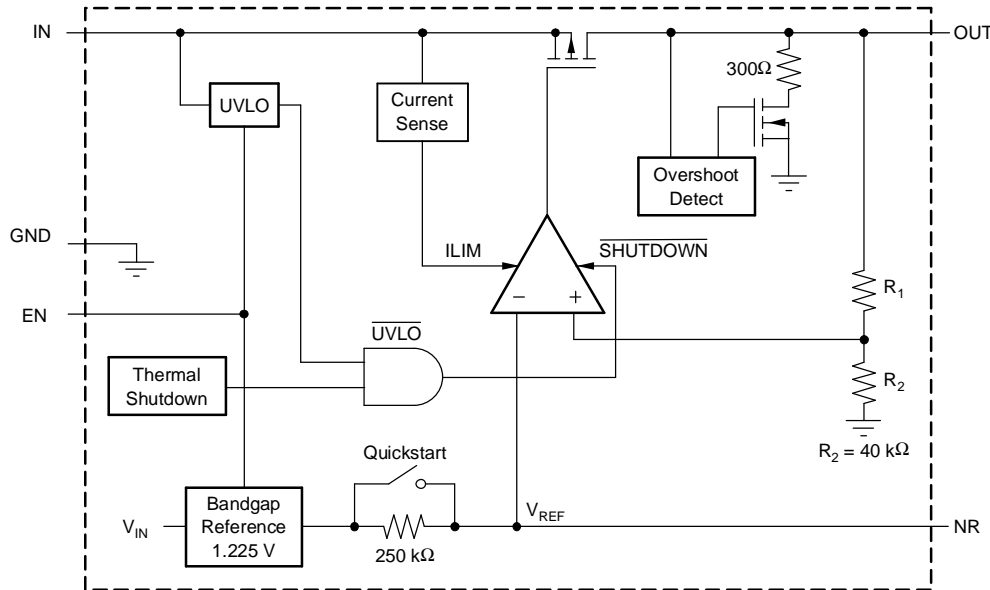 IN
OUT
300Ω
UVLO
Current
Sense
Overshoot
Detect
GND
ILIM
SHUTDOWN
R1
EN
− +
UVLO
Thermal
Shutdown
R2
R2 = 40 kΩ
Quickstart
VIN
Bandgap
Reference
1.225 V
VREF
NR
250 kΩ